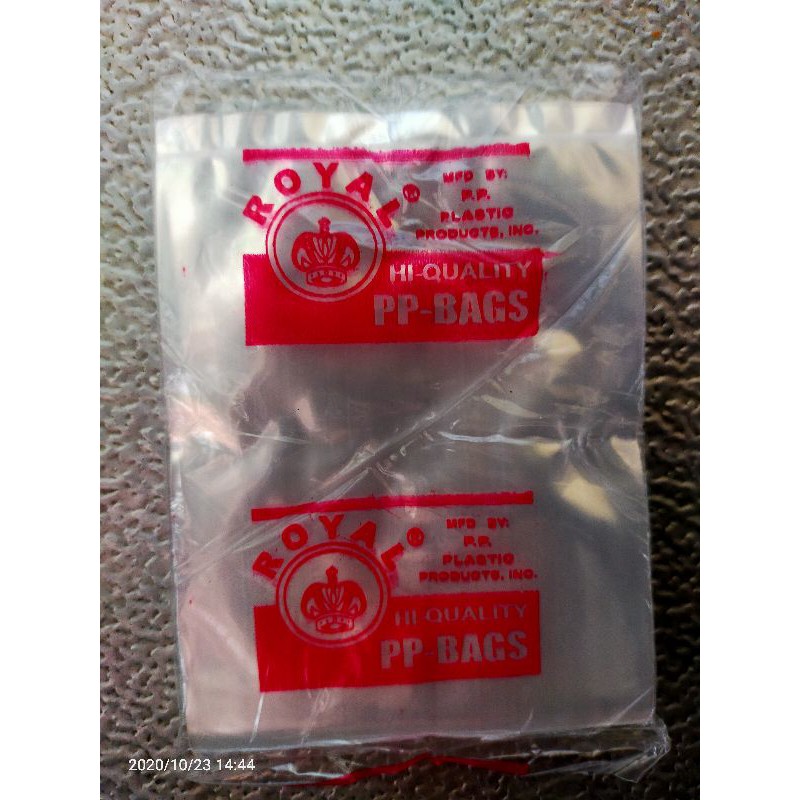 ROYAL®
MFD BY:
P.P.
PLASTIC
PRODUCTS, INC.
HI-QUALITY
PP-BAGS
ROYAL®
MFD BY:
P.P.
PLASTIC
PRODUCTS, INC.
HI-QUALITY
PP-BAGS
2020/10/23 14:44